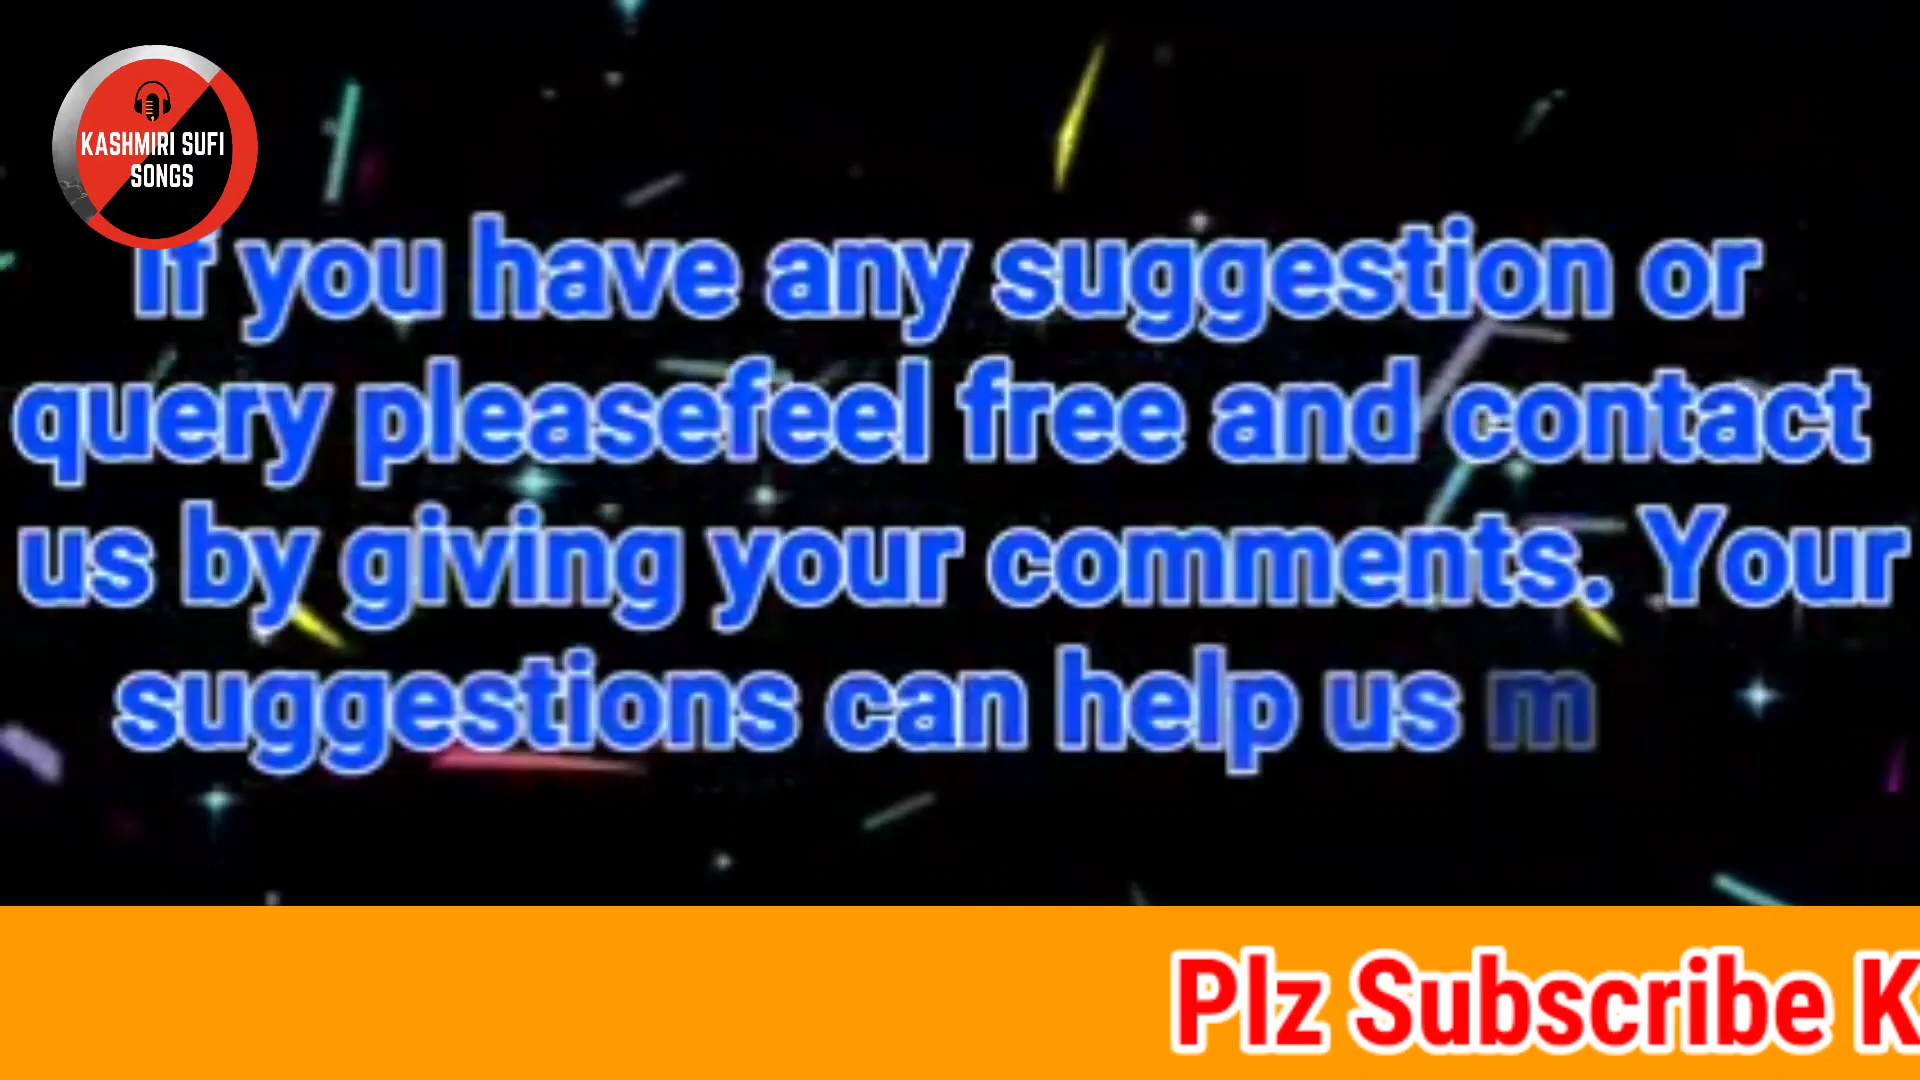 KASHMIRI SUFI
SONGS
If you have any suggestion or
query pleasefeel free and contact
us by giving your comments. Your
suggestions can help us m
Plz Subscribe K